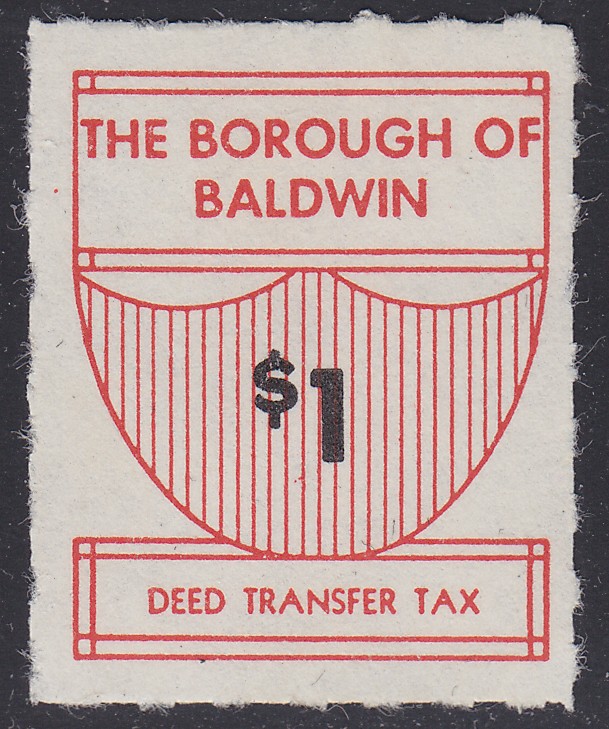 THE BOROUGH OF
BALDWIN
$1
DEED TRANSFER TAX